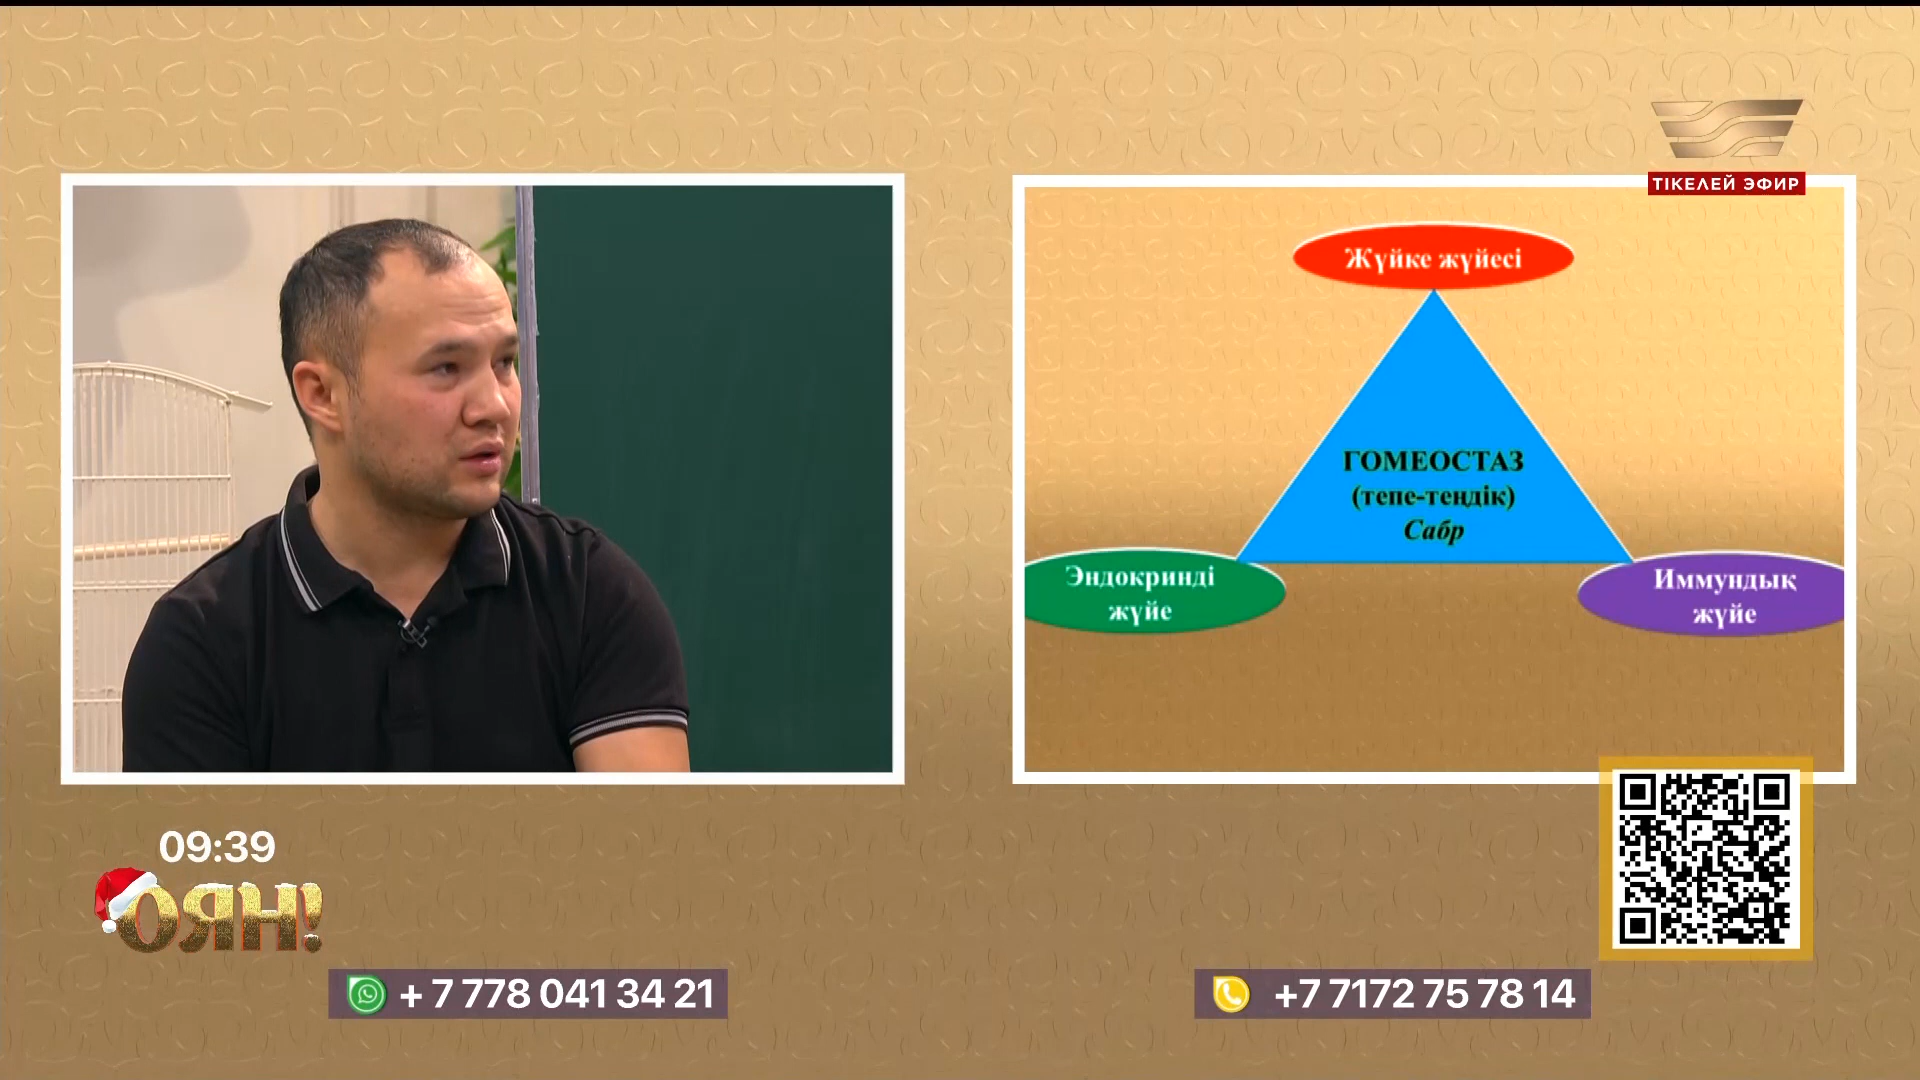 ТІКЕЛЕЙ ЭФИР
Жүйке жүйесі
ГОМЕОСТАЗ
(тепе-теңдік)
Сабр
Эндокринді
жүйе
Иммундық
жүйе
09:39
ОЯН!
+ 7 778 041 34 21
+7 7172 75 78 14